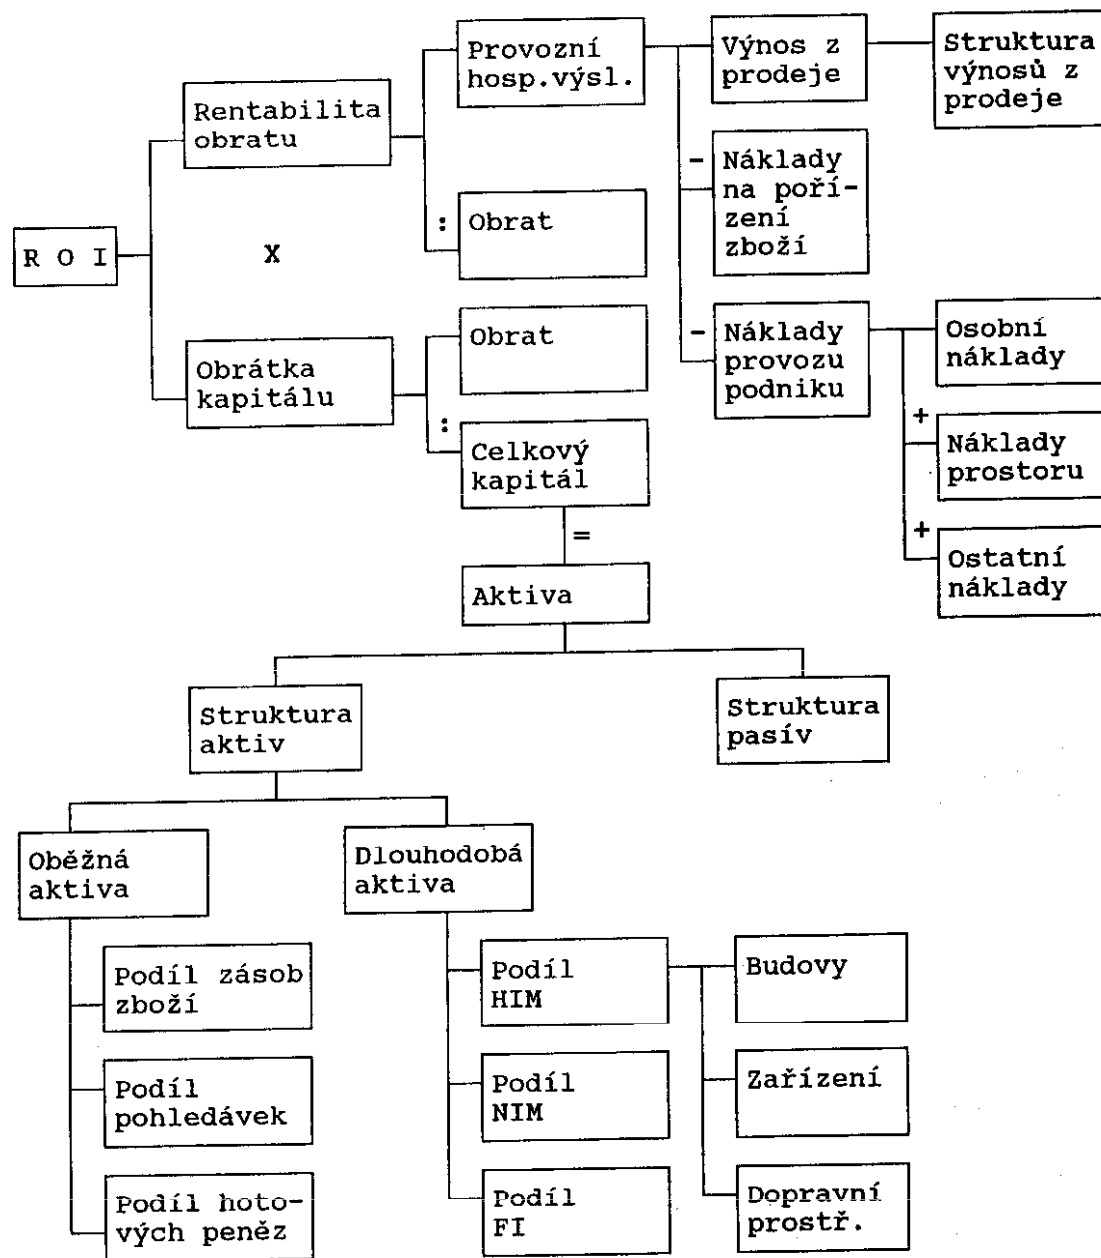 Provozní
hosp.výsl.
Výnos z
prodeje
Struktura
výnosů z
prodeje
Rentabilita
obratu
-
Náklady
na poří-
zení
zboží
:
Obrat
R O I
X
Obrat
-
Náklady
provozu
podniku
Osobní
náklady
Obrátka
kapitálu
:
Celkový
kapitál
+
Náklady
prostoru
=
+
Ostatní
náklady
Aktiva
Struktura
aktiv
Struktura
pasív
Oběžná
aktiva
Dlouhodobá
aktiva
Podíl zásob
zboží
Podíl
HIM
Budovy
Podíl
pohledávek
Podíl
NIM
Zařízení
Podíl hoto-
vých peněz
Podíl
FI
Dopravní
prostř.